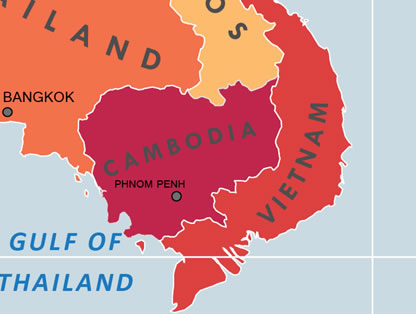 AILAND
OS
BANGKOK
CAMBODIA
PHNOM PENH
VIETNAM
GULF OF
THAILAND